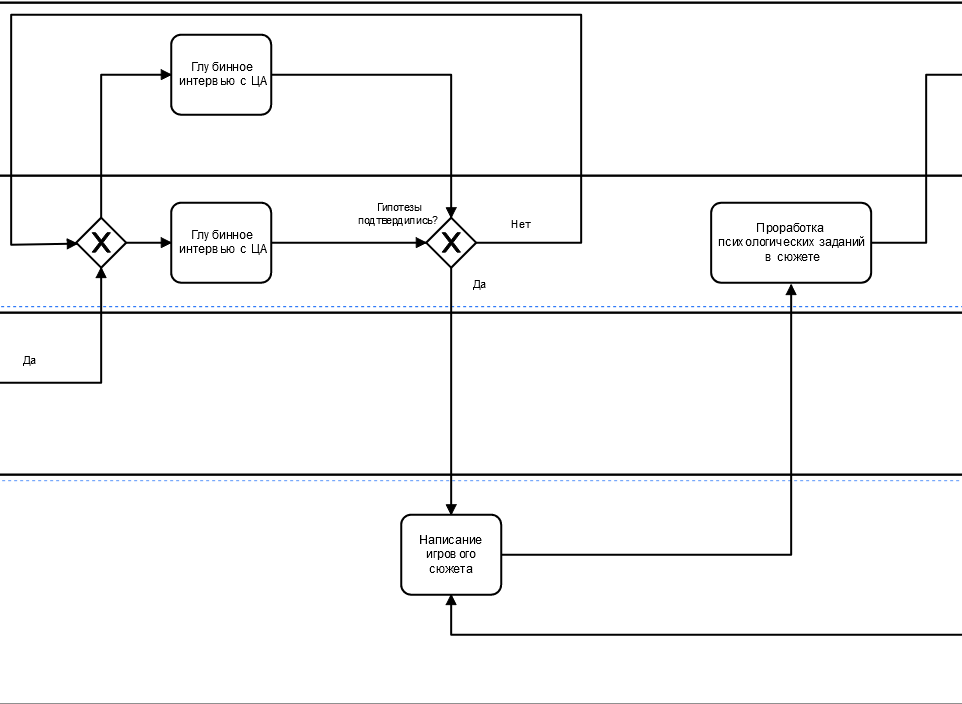 Глубинное
интервью с ЦА
Гипотезы
подтвердились?
Нет
Глубинное
интервью с ЦА
Проработка
психологических заданий
в сюжете
Да
Да
Написание
игрового
сюжета